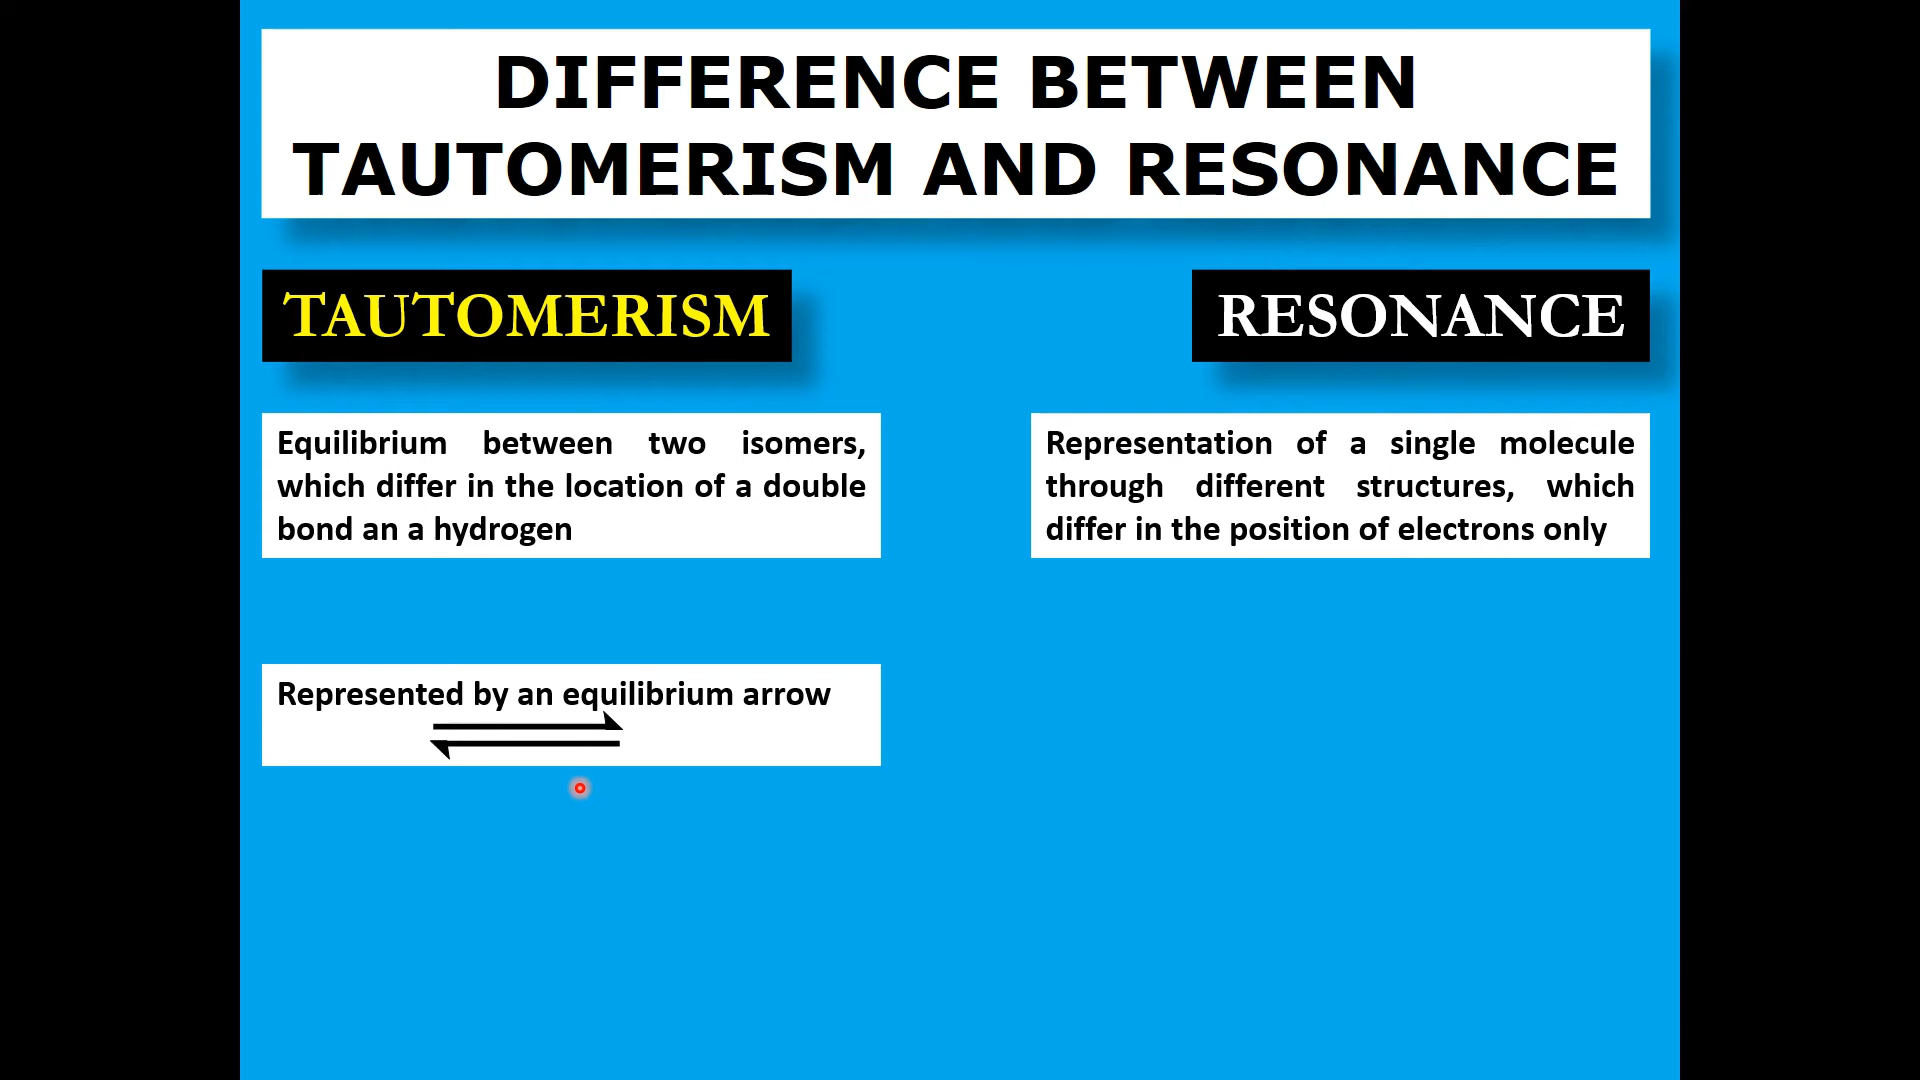 DIFFERENCE BETWEEN
TAUTOMERISM AND RESONANCE
TAUTOMERISM
RESONANCE
Equilibrium between two isomers,
which differ in the location of a double
bond an a hydrogen
Representation of a single molecule
through different structures, which
differ in the position of electrons only
Represented by an equilibrium arrow